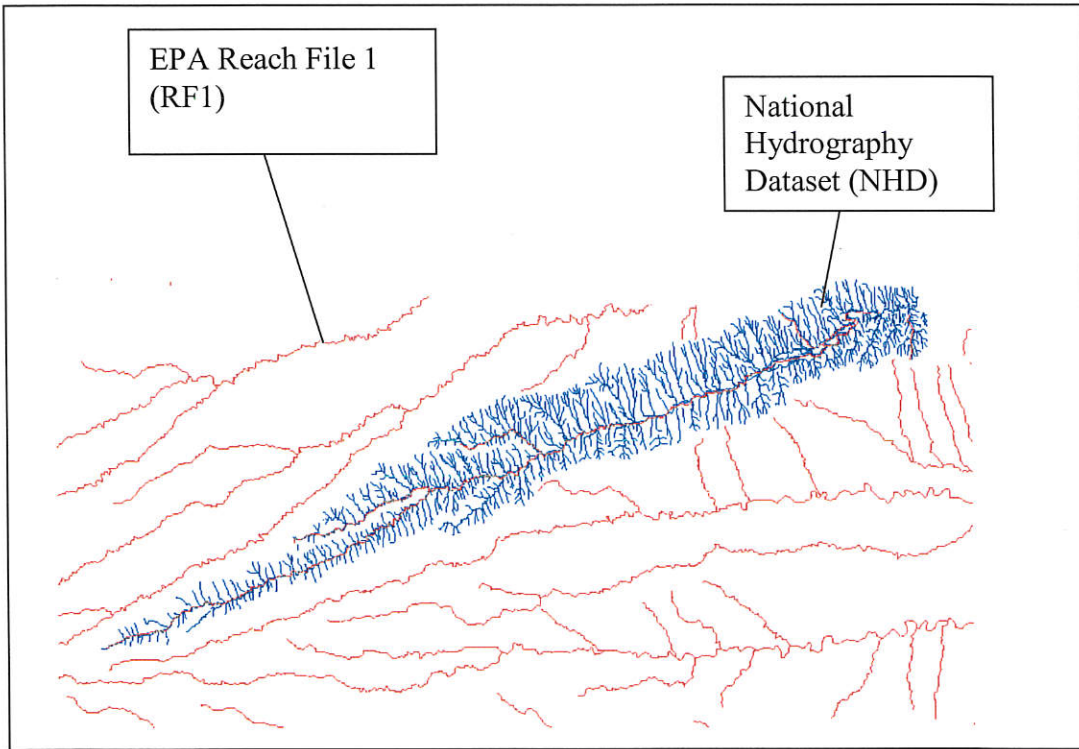 EPA Reach File 1
(RF1)
National
Hydrography
Dataset (NHD)